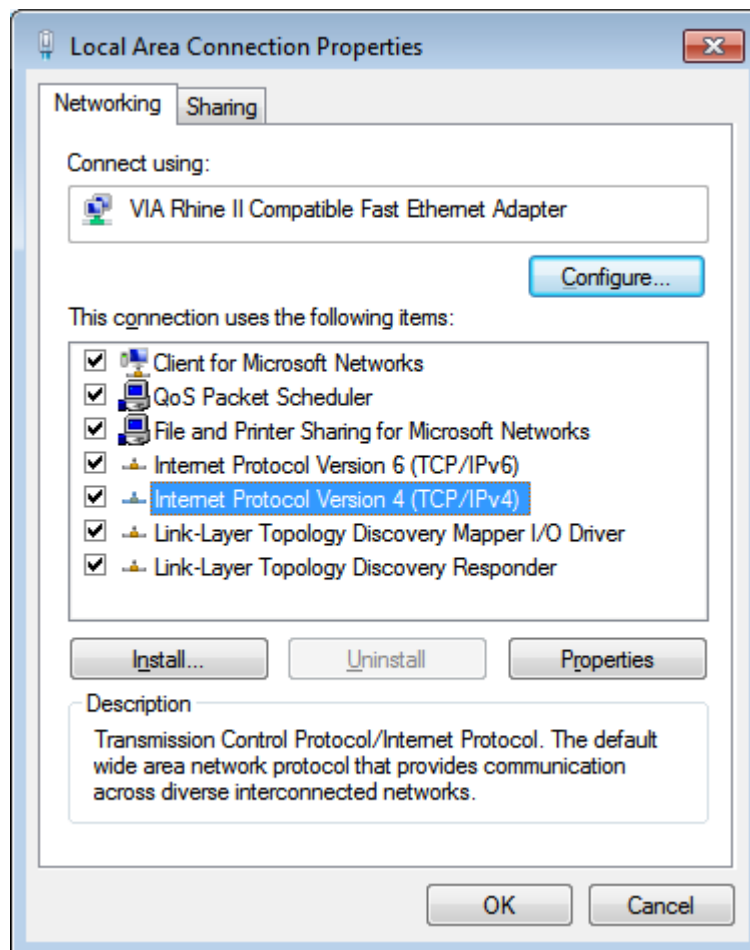 Local Area Connection Properties
Networking
Sharing
Connect using:
VIA Rhine II Compatible Fast Ethernet Adapter
Configure...
This connection uses the following items:
Client for Microsoft Networks
QoS Packet Scheduler
File and Printer Sharing for Microsoft Networks
Internet Protocol Version 6 (TCP/IPv6)
Internet Protocol Version 4 (TCP/IPv4)
Link-Layer Topology Discovery Mapper I/O Driver
Link-Layer Topology Discovery Responder
Install...
Uninstall
Properties
Description
Transmission Control Protocol/Internet Protocol. The default
wide area network protocol that provides communication
across diverse interconnected networks.
OK
Cancel